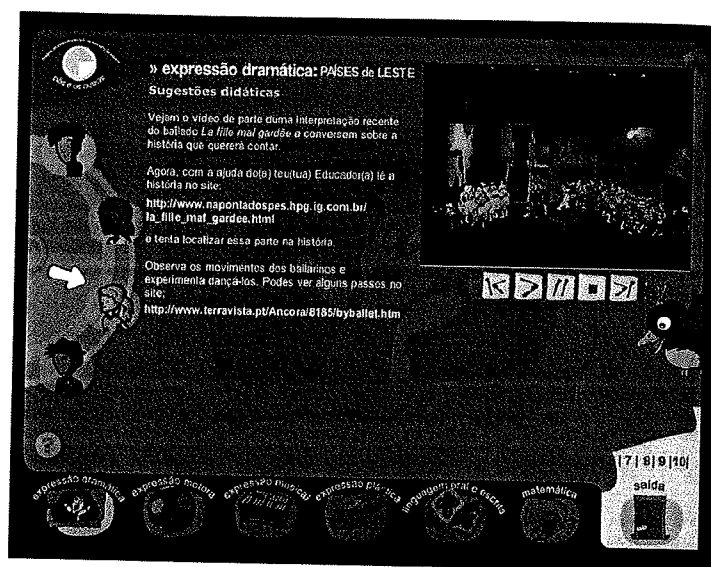 » expressão dramática: PAÍSES de LESTE
Sugestões didáticas
Vejam o vídeo de parte duma interpretação recente
do bailado La fille mal gardée e conversem sobre a
história que quererá contar.
Agora, com a ajuda do(a) teu(tua) Educador(a) lê a
história no site:
http://www.napontadospes.hpg.ig.com.br/
la_fille_mal_gardee.html
e tenta localizar essa parte na história.
Observa os movimentos dos bailarinos e
experimenta dançá-los. Podes ver alguns passos no
site:
http://www.terravista.pt/Ancora/8185/byballet.htm
|7| 8| 9 |10|
expressão dramática
expressão motora
expressão musical
expressão plástica
linguagem oral e escrita
matemática
saída